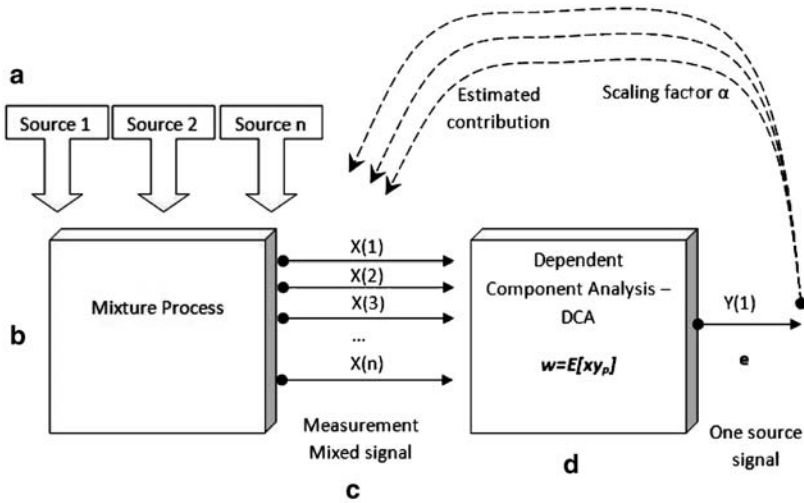 a
Source 1
Source 2
Source n
Estimated
contribution
Scaling factor α
b
Mixture Process
X(1)
X(2)
X(3)
...
X(n)
Measurement
Mixed signal
c
Dependent
Component Analysis –
DCA
w=E[xyₚ]
d
Y(1)
e
One source
signal